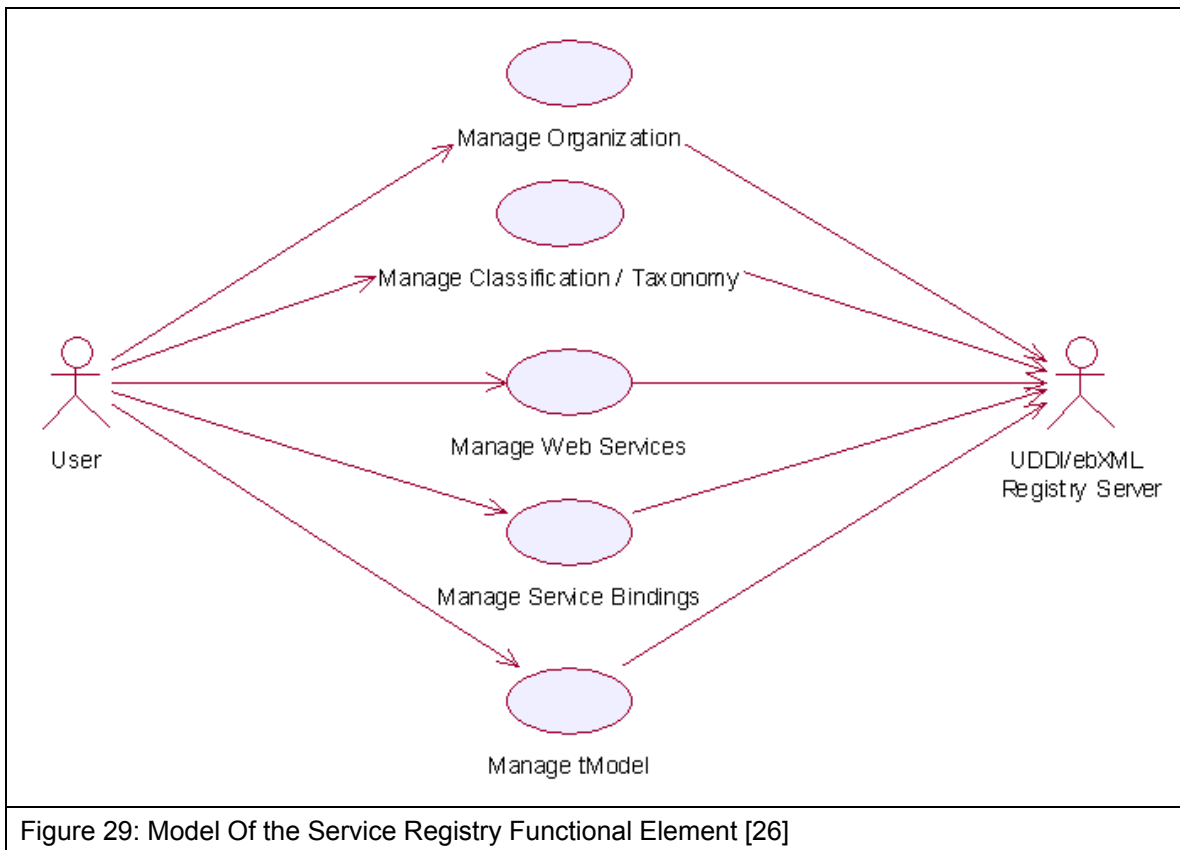 Manage Organization
Manage Classification / Taxonomy
Manage Web Services
User
UDDI/ebXML
Registry Server
Manage Service Bindings
Manage tModel
Figure 29: Model Of the Service Registry Functional Element [26]